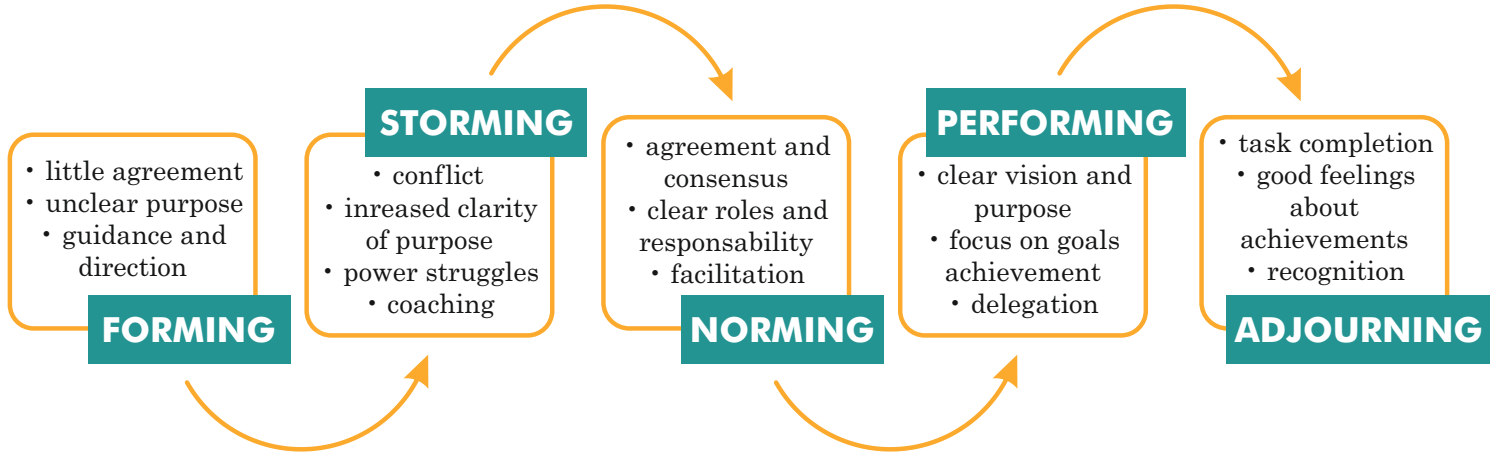 • little agreement
• unclear purpose
• guidance and
direction
FORMING
STORMING
• conflict
• inreased clarity
of purpose
• power struggles
• coaching
• agreement and
consensus
• clear roles and
responsability
• facilitation
NORMING
PERFORMING
• clear vision and
purpose
• focus on goals
achievement
• delegation
• task completion
• good feelings
about
achievements
• recognition
ADJOURNING